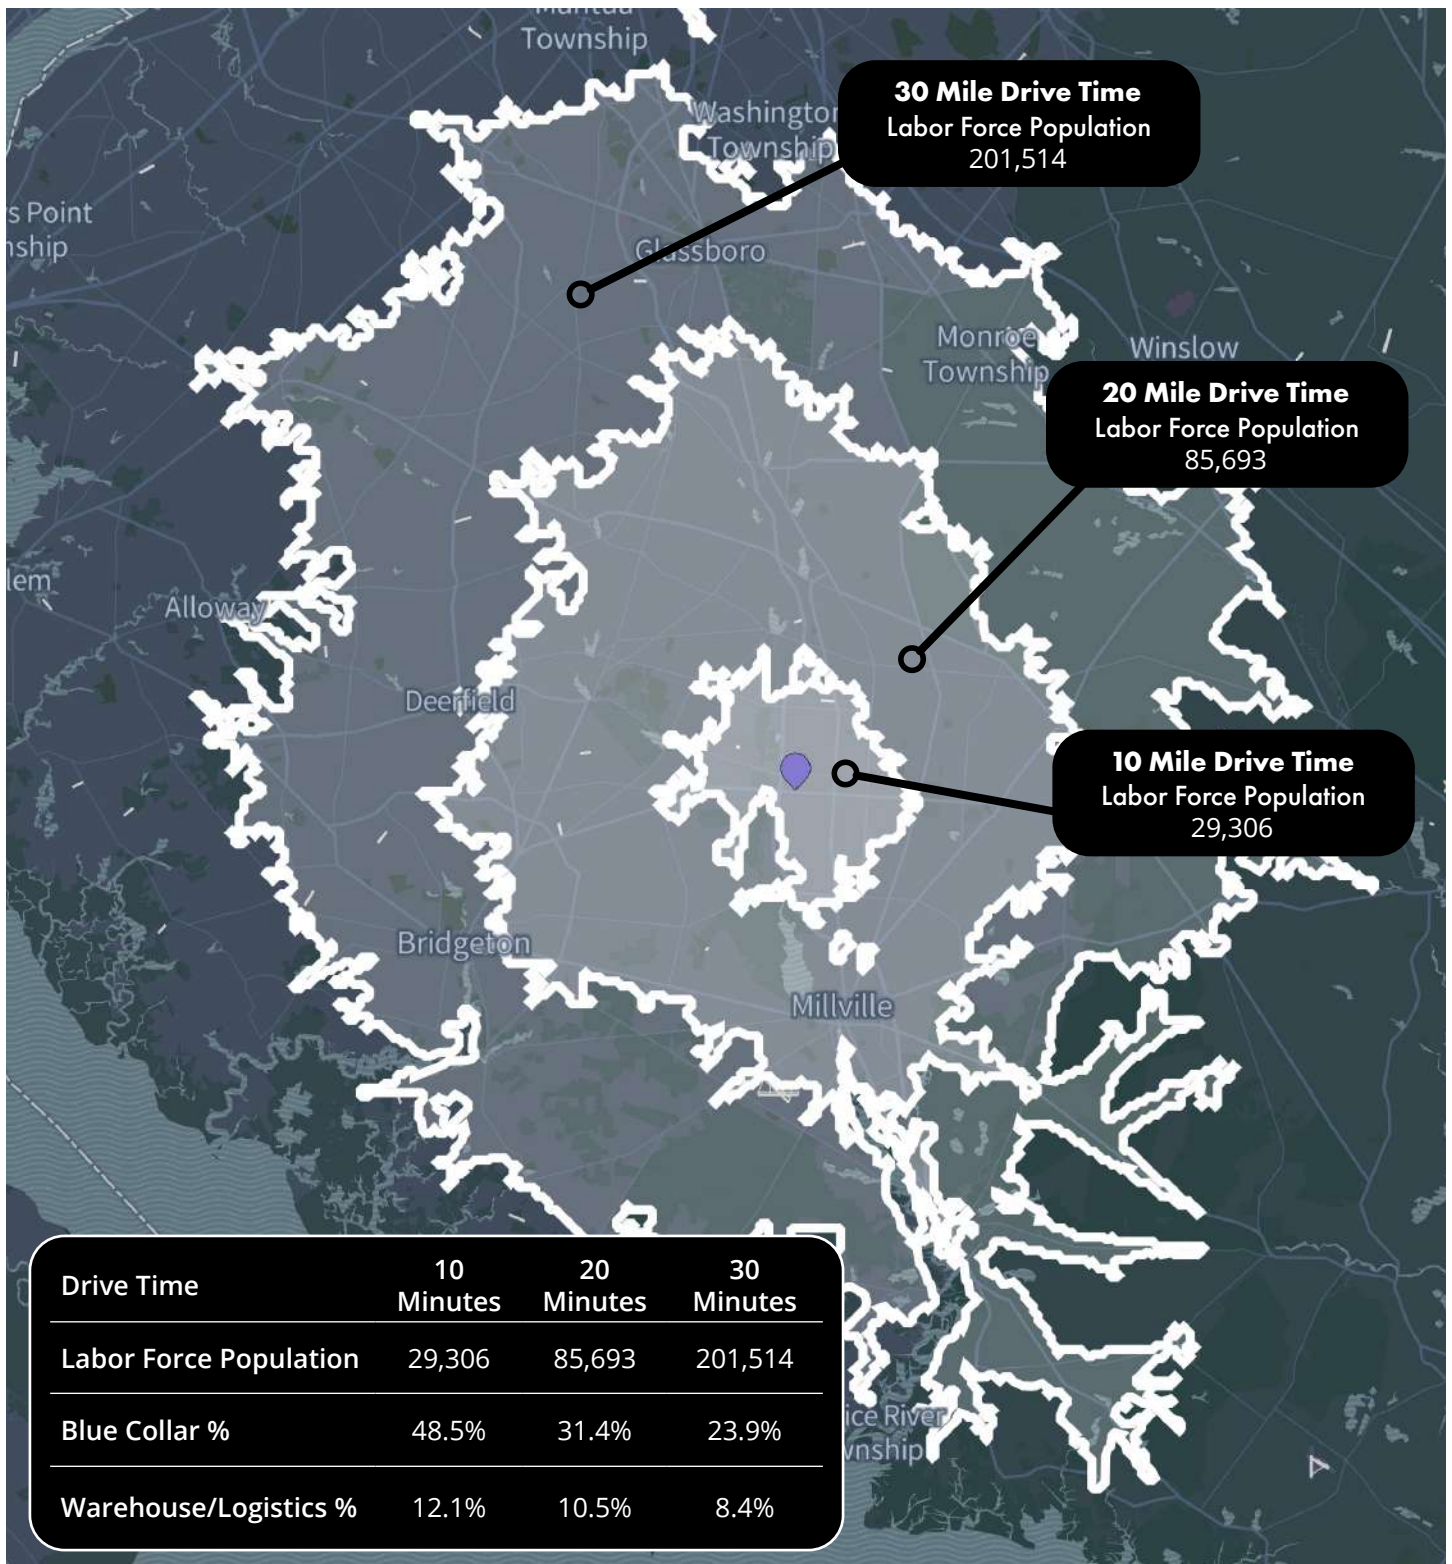 Township
Washington
Township
30 Mile Drive Time
Labor Force Population
201,514
s Point
nship
Glassboro
Monroe
Township
Winslow
20 Mile Drive Time
Labor Force Population
85,693
lem
Alloway
Deerfield
10 Mile Drive Time
Labor Force Population
29,306
Bridgeton
Millville
Drive Time 10 Minutes 20 Minutes 30 Minutes
Labor Force Population 29,306 85,693 201,514
Blue Collar % 48.5% 31.4% 23.9%
Warehouse/Logistics % 12.1% 10.5% 8.4%
ice River
wnship